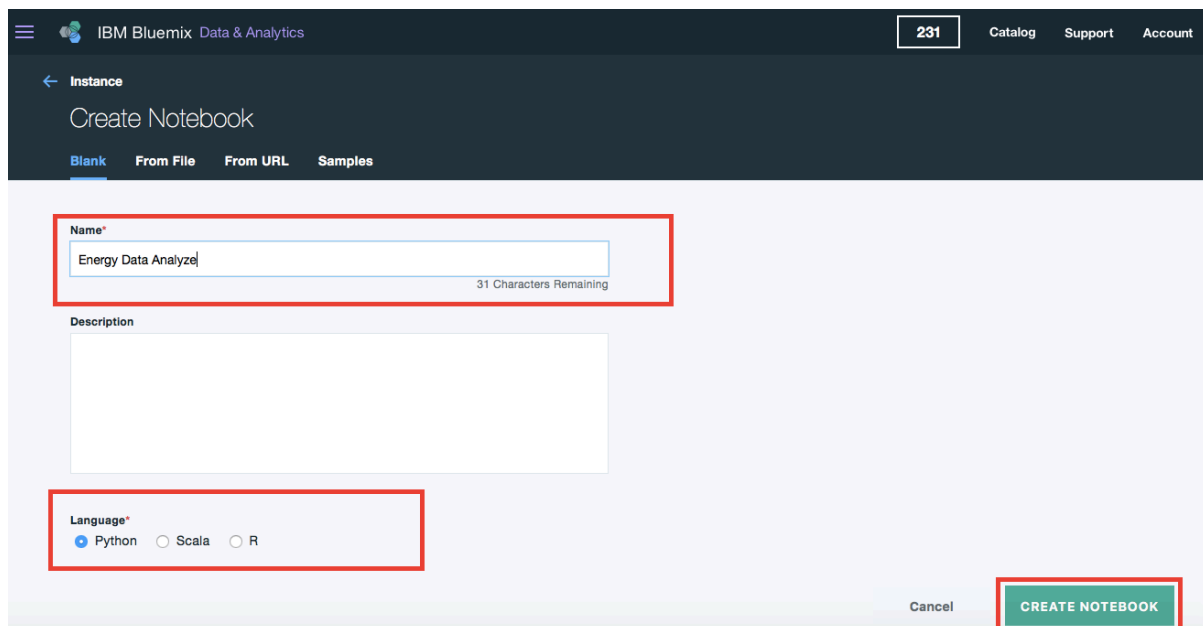 IBM Bluemix Data & Analytics 231 Catalog Support Account
Instance
Create Notebook
Blank From File From URL Samples
Name*
Energy Data Analyze
31 Characters Remaining
Description
Language*
Python Scala R
Cancel CREATE NOTEBOOK